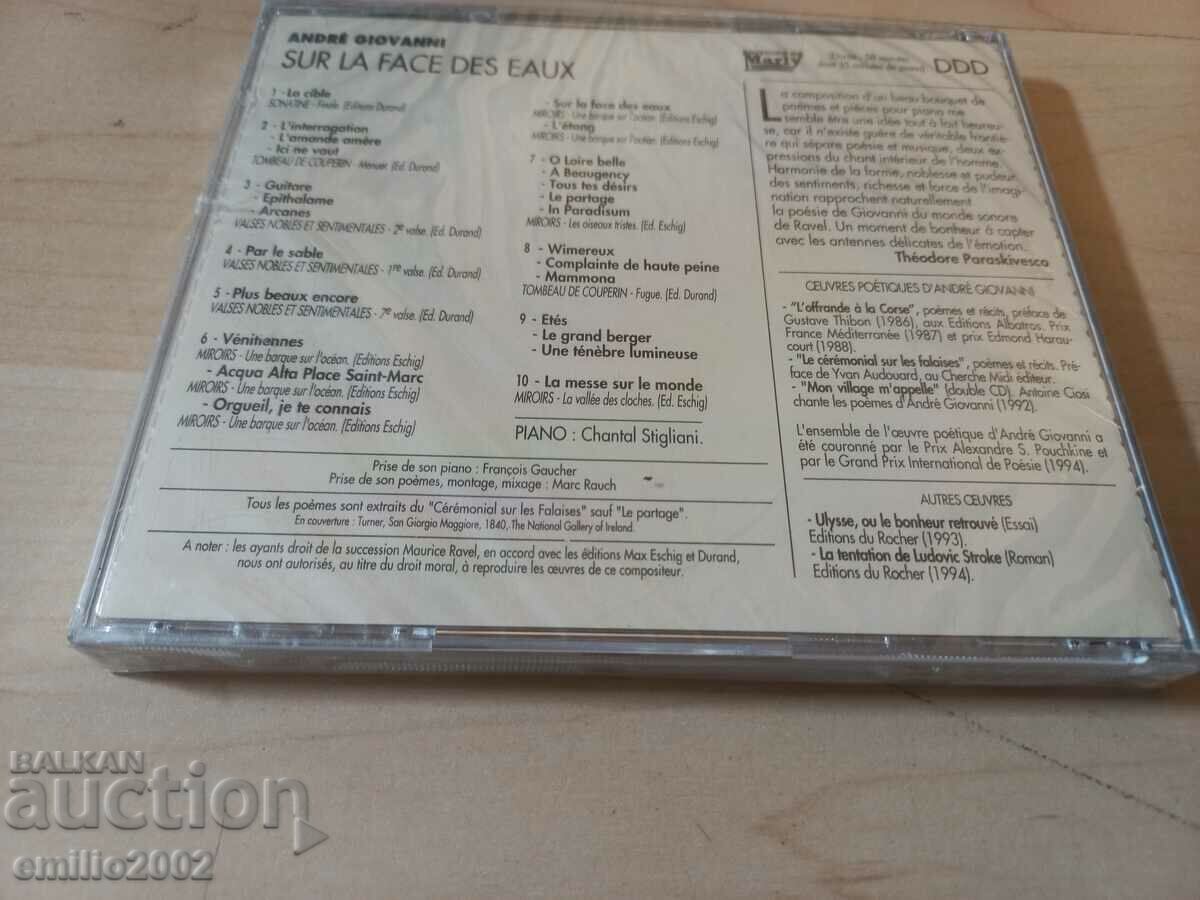 ANDRÉ GIOVANNI
SUR LA FACE DES EAUX
1 - La cible
SONATINE - Finale. (Editions Durand)
2 - L'interrogation
- L'amande amère
- Ici ne vaut
TOMBEAU DE COUPERIN - Menuet. (Ed. Durand)
3 - Guitare
- Epithalame
- Arcanes
VALSES NOBLES ET SENTIMENTALES - 2e valse. (Ed. Durand)
4 - Par le sable
VALSES NOBLES ET SENTIMENTALES - 1re valse. (Ed. Durand)
5 - Plus beaux encore
VALSES NOBLES ET SENTIMENTALES - 7e valse. (Ed. Durand)
6 - Vénitiennes
MIROIRS - Une barque sur l'océan. (Editions Eschig)
- Acqua Alta Place Saint-Marc
MIROIRS - Une barque sur l'océan. (Editions Eschig)
- Orgueil, je te connais
MIROIRS - Une barque sur l'océan. (Editions Eschig)
- Sur la face des eaux
MIROIRS - Une barque sur l'océan. (Editions Eschig)
- L'étang
MIROIRS - Une barque sur l'océan. (Editions Eschig)
7 - O Loire belle
- A Beaugency
- Tous tes désirs
- Le partage
- In Paradisum
MIROIRS - Les oiseaux tristes. (Ed. Eschig)
8 - Wimereux
- Complainte de haute peine
- Mammona
TOMBEAU DE COUPERIN - Fugue. (Ed. Durand)
9 - Etés
- Le grand berger
- Une ténèbre lumineuse
10 - La messe sur le monde
MIROIRS - La vallée des cloches. (Ed. Eschig)
PIANO : Chantal Stigliani.
Prise de son piano : François Gaucher
Prise de son poèmes, montage, mixage : Marc Rauch
Tous les poèmes sont extraits du "Cérémonial sur les Falaises" sauf "Le partage".
En couverture : Turner, San Giorgio Maggiore, 1840, The National Gallery of Ireland.
A noter : les ayants droit de la succession Maurice Ravel, en accord avec les éditions Max Eschig et Durand,
nous ont autorisés, au titre du droit moral, à reproduire les œuvres de ce compositeur.
Marly
DDD
La composition d'un beau bouquet de
poèmes et pièces pour piano me
semble être une idée tout à fait heureu-
se, car il n'existe guère de véritable frontiè-
re qui sépare poésie et musique, deux ex-
pressions du chant intérieur de l'homme.
Harmonie de la forme, noblesse et pudeur
des sentiments, richesse et force de l'imagi-
nation rapprochent naturellement
la poésie de Giovanni du monde sonore
de Ravel. Un moment de bonheur à capter
avec les antennes délicates de l'émotion.
Théodore Paraskivesco
ŒUVRES POÉTIQUES D'ANDRÉ GIOVANNI
- "L'offrande à la Corse", poèmes et récits, préface de
Gustave Thibon (1986), aux Editions Albatros. Prix
France Méditerranée (1987) et prix Edmond Harau-
court (1988).
- "Le cérémonial sur les falaises", poèmes et récits. Pré-
face de Yvan Audouard, au Cherche Midi éditeur.
- "Mon village m'appelle" (double CD). Antoine Ciosi
chante les poèmes d'André Giovanni (1992).
L'ensemble de l'œuvre poétique d'André Giovanni a
été couronné par le Prix Alexandre S. Pouchkine et
par le Grand Prix International de Poésie (1994).
AUTRES ŒUVRES
- Ulysse, ou le bonheur retrouvé (Essai)
Editions du Rocher (1993).
- La tentation de Ludovic Stroke (Roman)
Editions du Rocher (1994).
BALKAN
auction
emilio2002